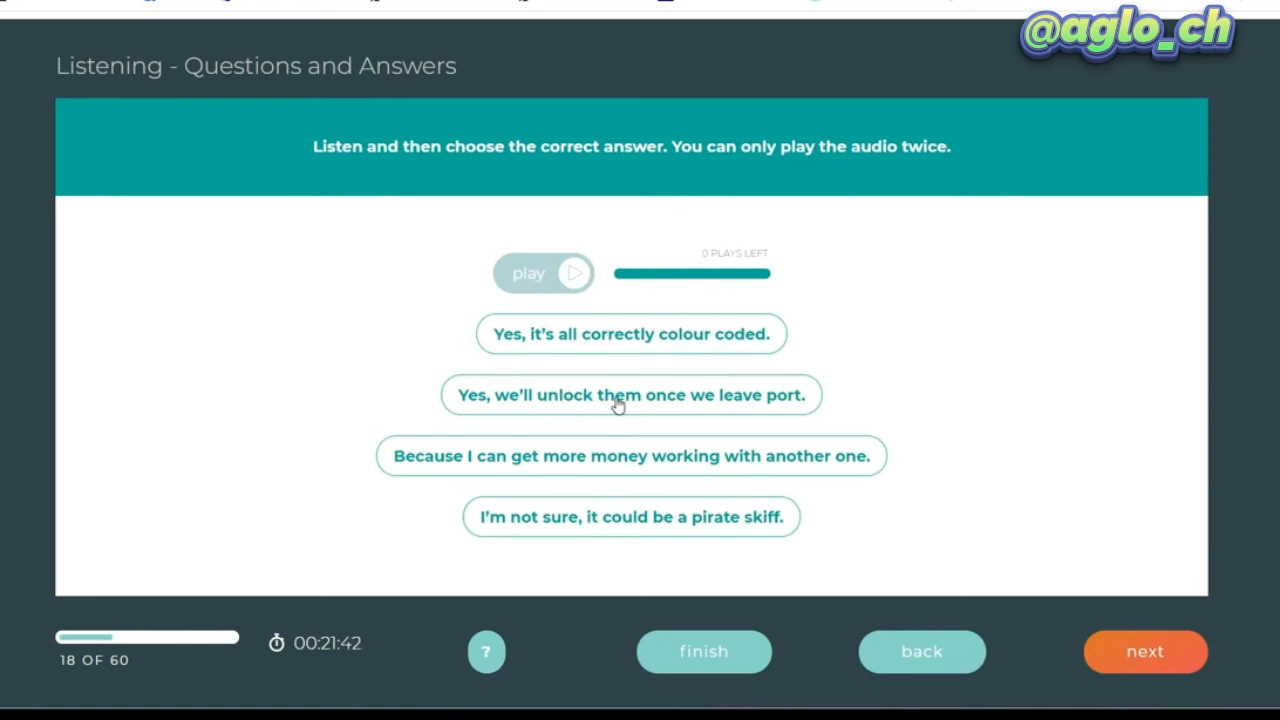 @aglo_ch
Listening - Questions and Answers
Listen and then choose the correct answer. You can only play the audio twice.
0 PLAYS LEFT
play
Yes, it's all correctly colour coded.
Yes, we'll unlock them once we leave port.
Because I can get more money working with another one.
I'm not sure, it could be a pirate skiff.
18 OF 60
00:21:42
?
finish
back
next